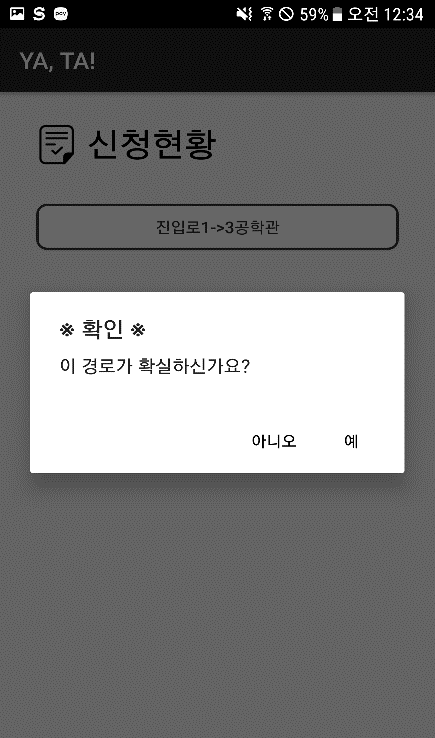 59% 오전 12:34
YA, TA!
신청현황
진입로1->3공학관
※ 확인 ※
이 경로가 확실하신가요?
아니오 예